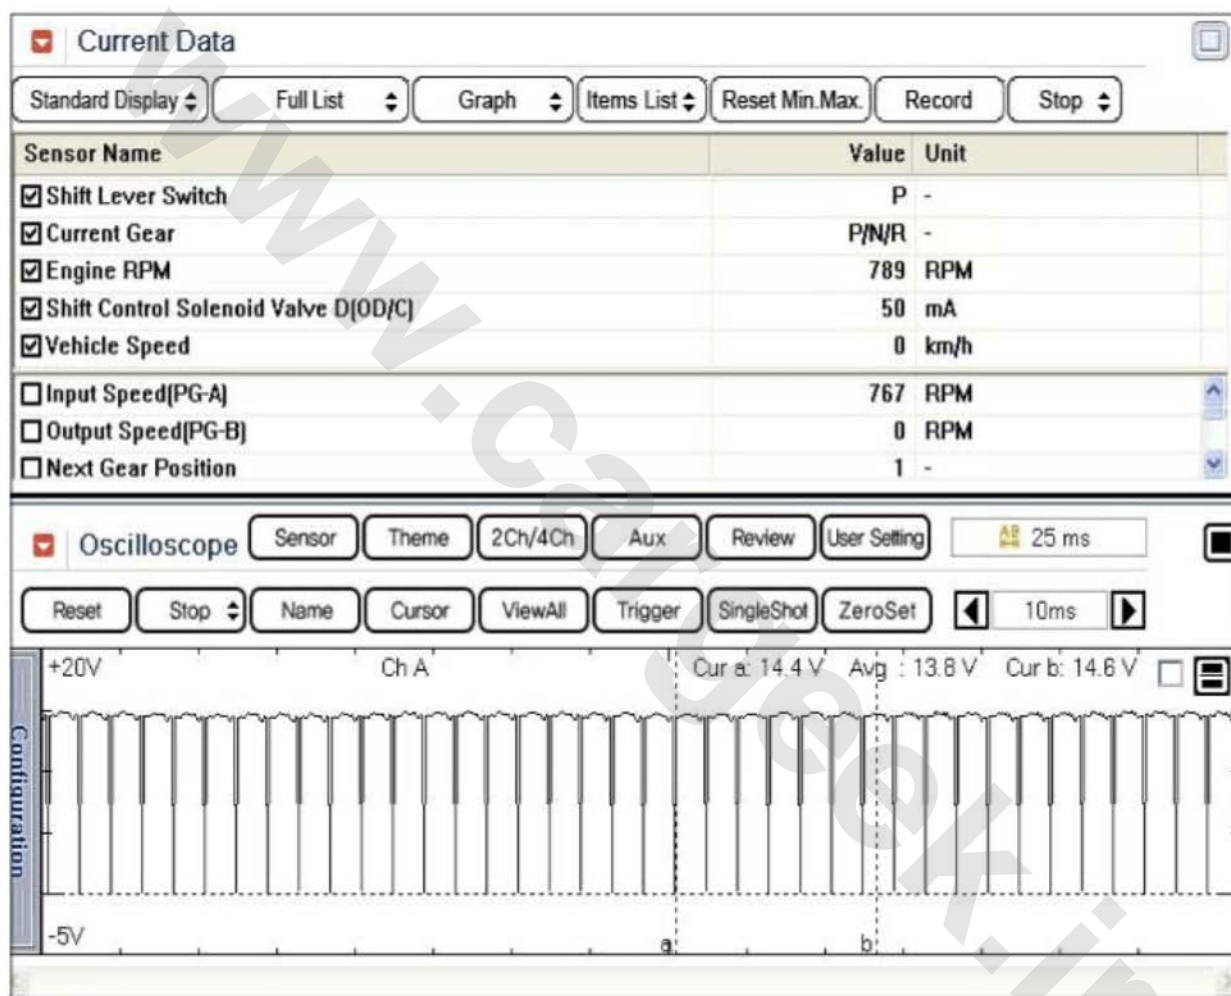 Current Data
Standard Display Full List Graph Items List Reset Min.Max. Record Stop
Sensor Name Value Unit
Shift Lever Switch P -
Current Gear P/N/R -
Engine RPM 789 RPM
Shift Control Solenoid Valve D(OD/C) 50 mA
Vehicle Speed 0 km/h
Input Speed(PG-A) 767 RPM
Output Speed(PG-B) 0 RPM
Next Gear Position 1 -
Oscilloscope Sensor Theme 2Ch/4Ch Aux Review User Setting AB 25 ms
Reset Stop Name Cursor ViewAll Trigger SingleShot ZeroSet 10ms
Configuration
+20V Ch A Cur a: 14.4 V Avg : 13.8 V Cur b: 14.6 V
-5V a b
www.cargeek.ir